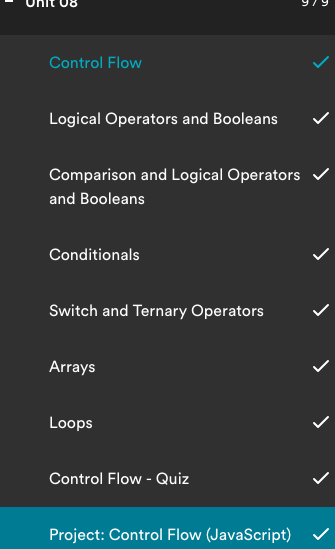 Unit 08
9 / 9
Control Flow
Logical Operators and Booleans
Comparison and Logical Operators
and Booleans
Conditionals
Switch and Ternary Operators
Arrays
Loops
Control Flow - Quiz
Project: Control Flow (JavaScript)